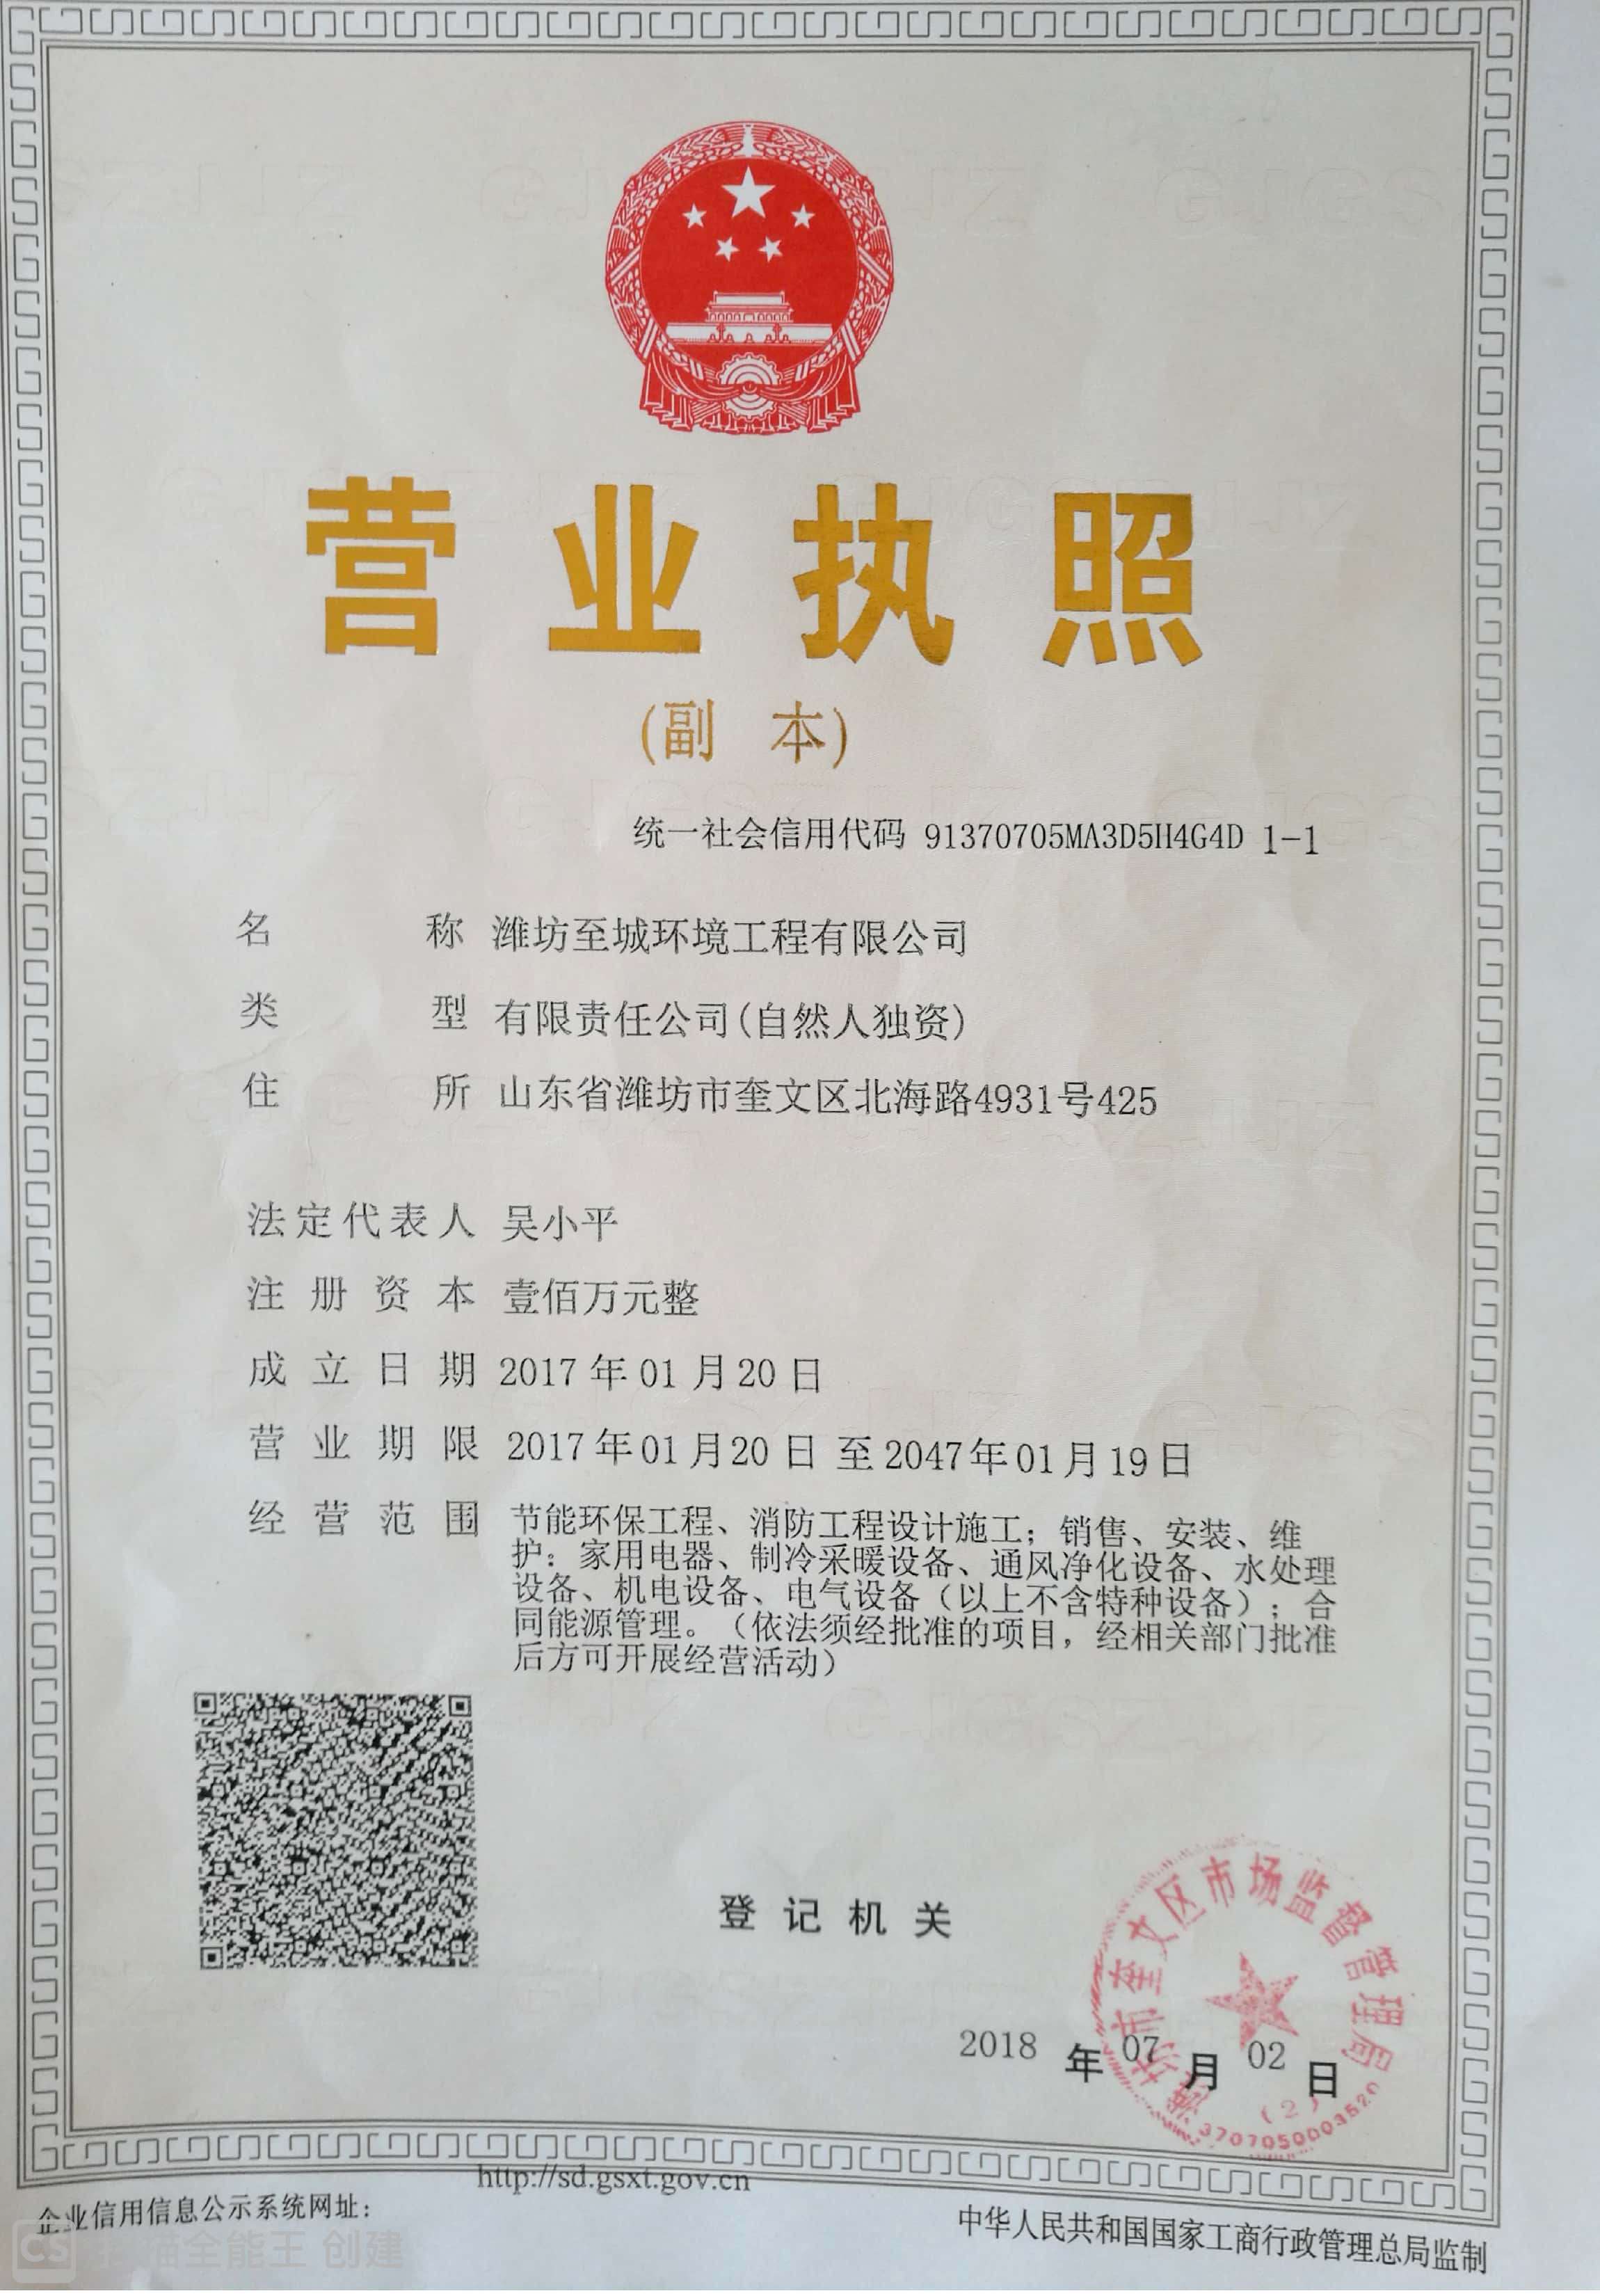 营业执照
(副 本)
统一社会信用代码 91370705MA3D5H4G4D 1-1
名 称 潍坊至城环境工程有限公司
类 型 有限责任公司(自然人独资)
住 所 山东省潍坊市奎文区北海路4931号425
法定代表人 吴小平
注册资本 壹佰万元整
成立日期 2017年01月20日
营业期限 2017年01月20日 至 2047年01月19日
经营范围 节能环保工程、消防工程设计施工；销售、安装、维
护：家用电器、制冷采暖设备、通风净化设备、水处理
设备、机电设备、电气设备（以上不含特种设备）；合
同能源管理。（依法须经批准的项目，经相关部门批准
后方可开展经营活动）
登记机关
潍坊市奎文区市场监督管理局
2018 年 07 月 02 日
(2)
3707050003520
http://sd.gsxt.gov.cn
企业信用信息公示系统网址：
中华人民共和国国家工商行政管理总局监制
CS 扫描全能王 创建